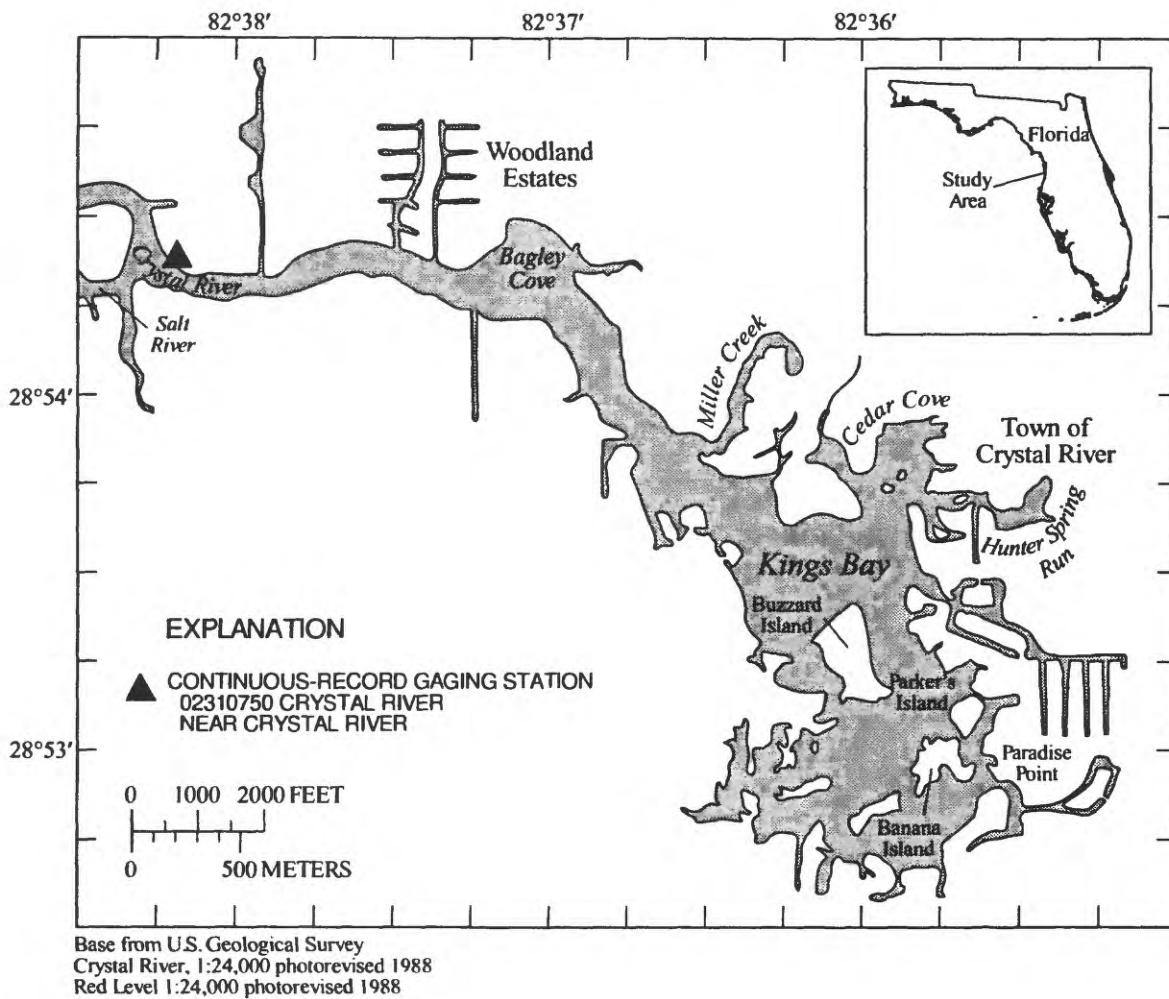 82°38′
82°37′
82°36′
Florida
Study
Area
Woodland
Estates
Bagley
Cove
ystal River
Salt
River
28°54′
Miller Creek
Cedar Cove
Town of
Crystal River
Hunter Spring
Run
Kings Bay
Buzzard
Island
Parker's
Island
28°53′
Paradise
Point
Banana
Island
EXPLANATION
CONTINUOUS-RECORD GAGING STATION
02310750 CRYSTAL RIVER
NEAR CRYSTAL RIVER
0 1000 2000 FEET
0 500 METERS
Base from U.S. Geological Survey
Crystal River, 1:24,000 photorevised 1988
Red Level 1:24,000 photorevised 1988